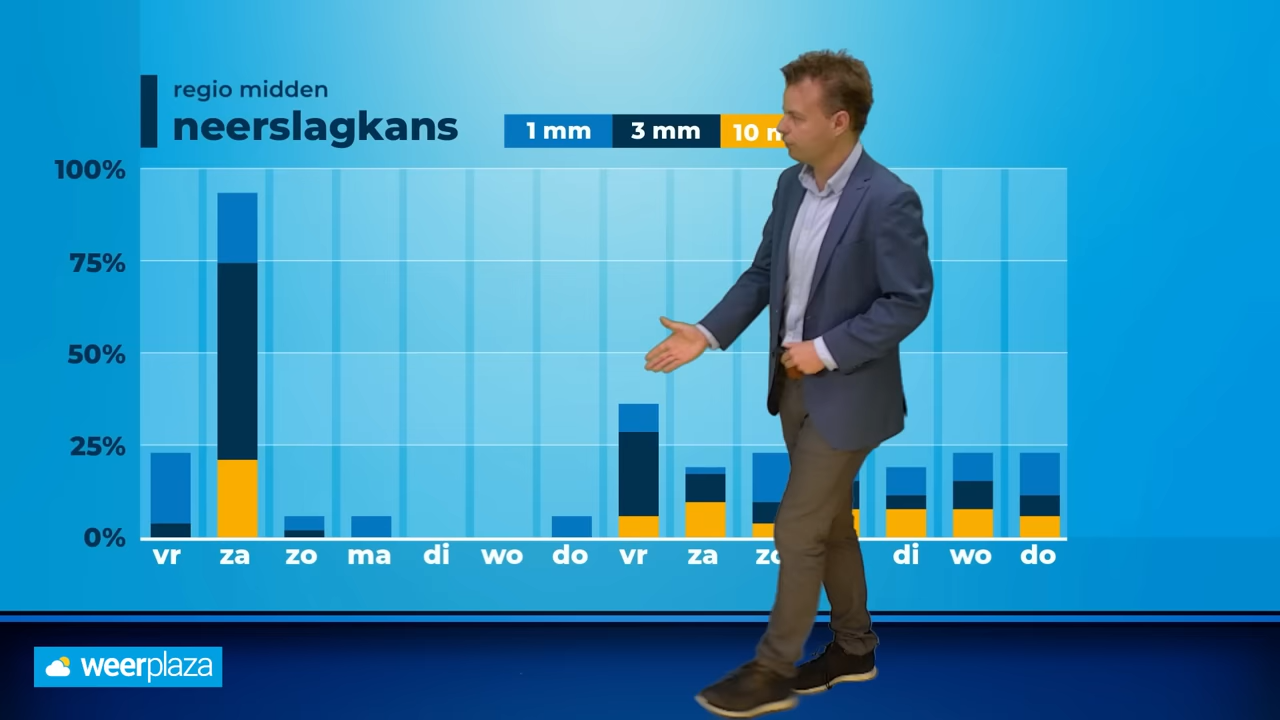 regio midden
neerslagkans
1 mm 3 mm 10
100%
75%
50%
25%
0%
vr za zo ma di wo do vr za di wo do
weerplaza